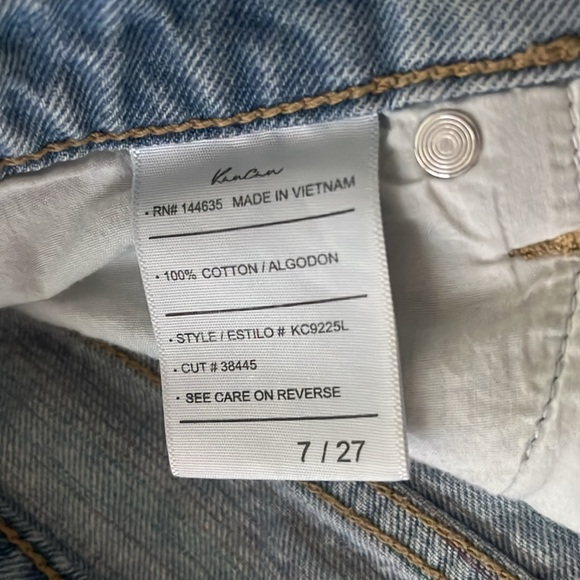 KanCan
• RN# 144635 MADE IN VIETNAM
• 100% COTTON / ALGODON
• STYLE / ESTILO # KC9225L
• CUT # 38445
• SEE CARE ON REVERSE
7 / 27